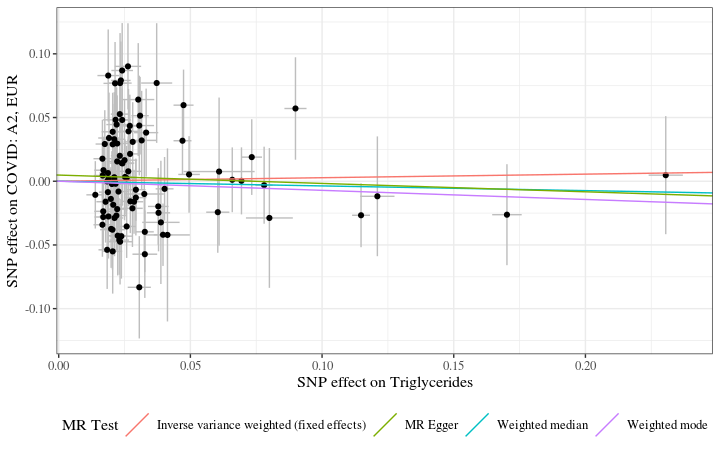 SNP effect on COVID: A2, EUR
0.10
0.05
0.00
-0.05
-0.10
0.00 0.05 0.10 0.15 0.20
SNP effect on Triglycerides
MR Test Inverse variance weighted (fixed effects) MR Egger Weighted median Weighted mode